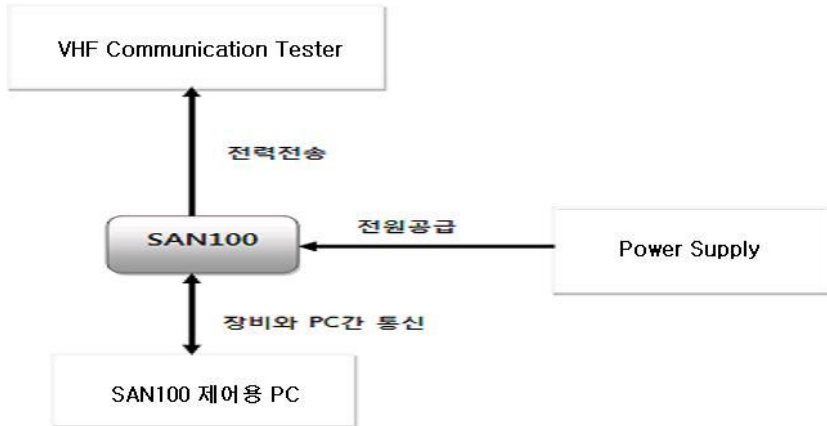 VHF Communication Tester
전력전송
SAN100
전원공급
Power Supply
장비와 PC간 통신
SAN100 제어용 PC